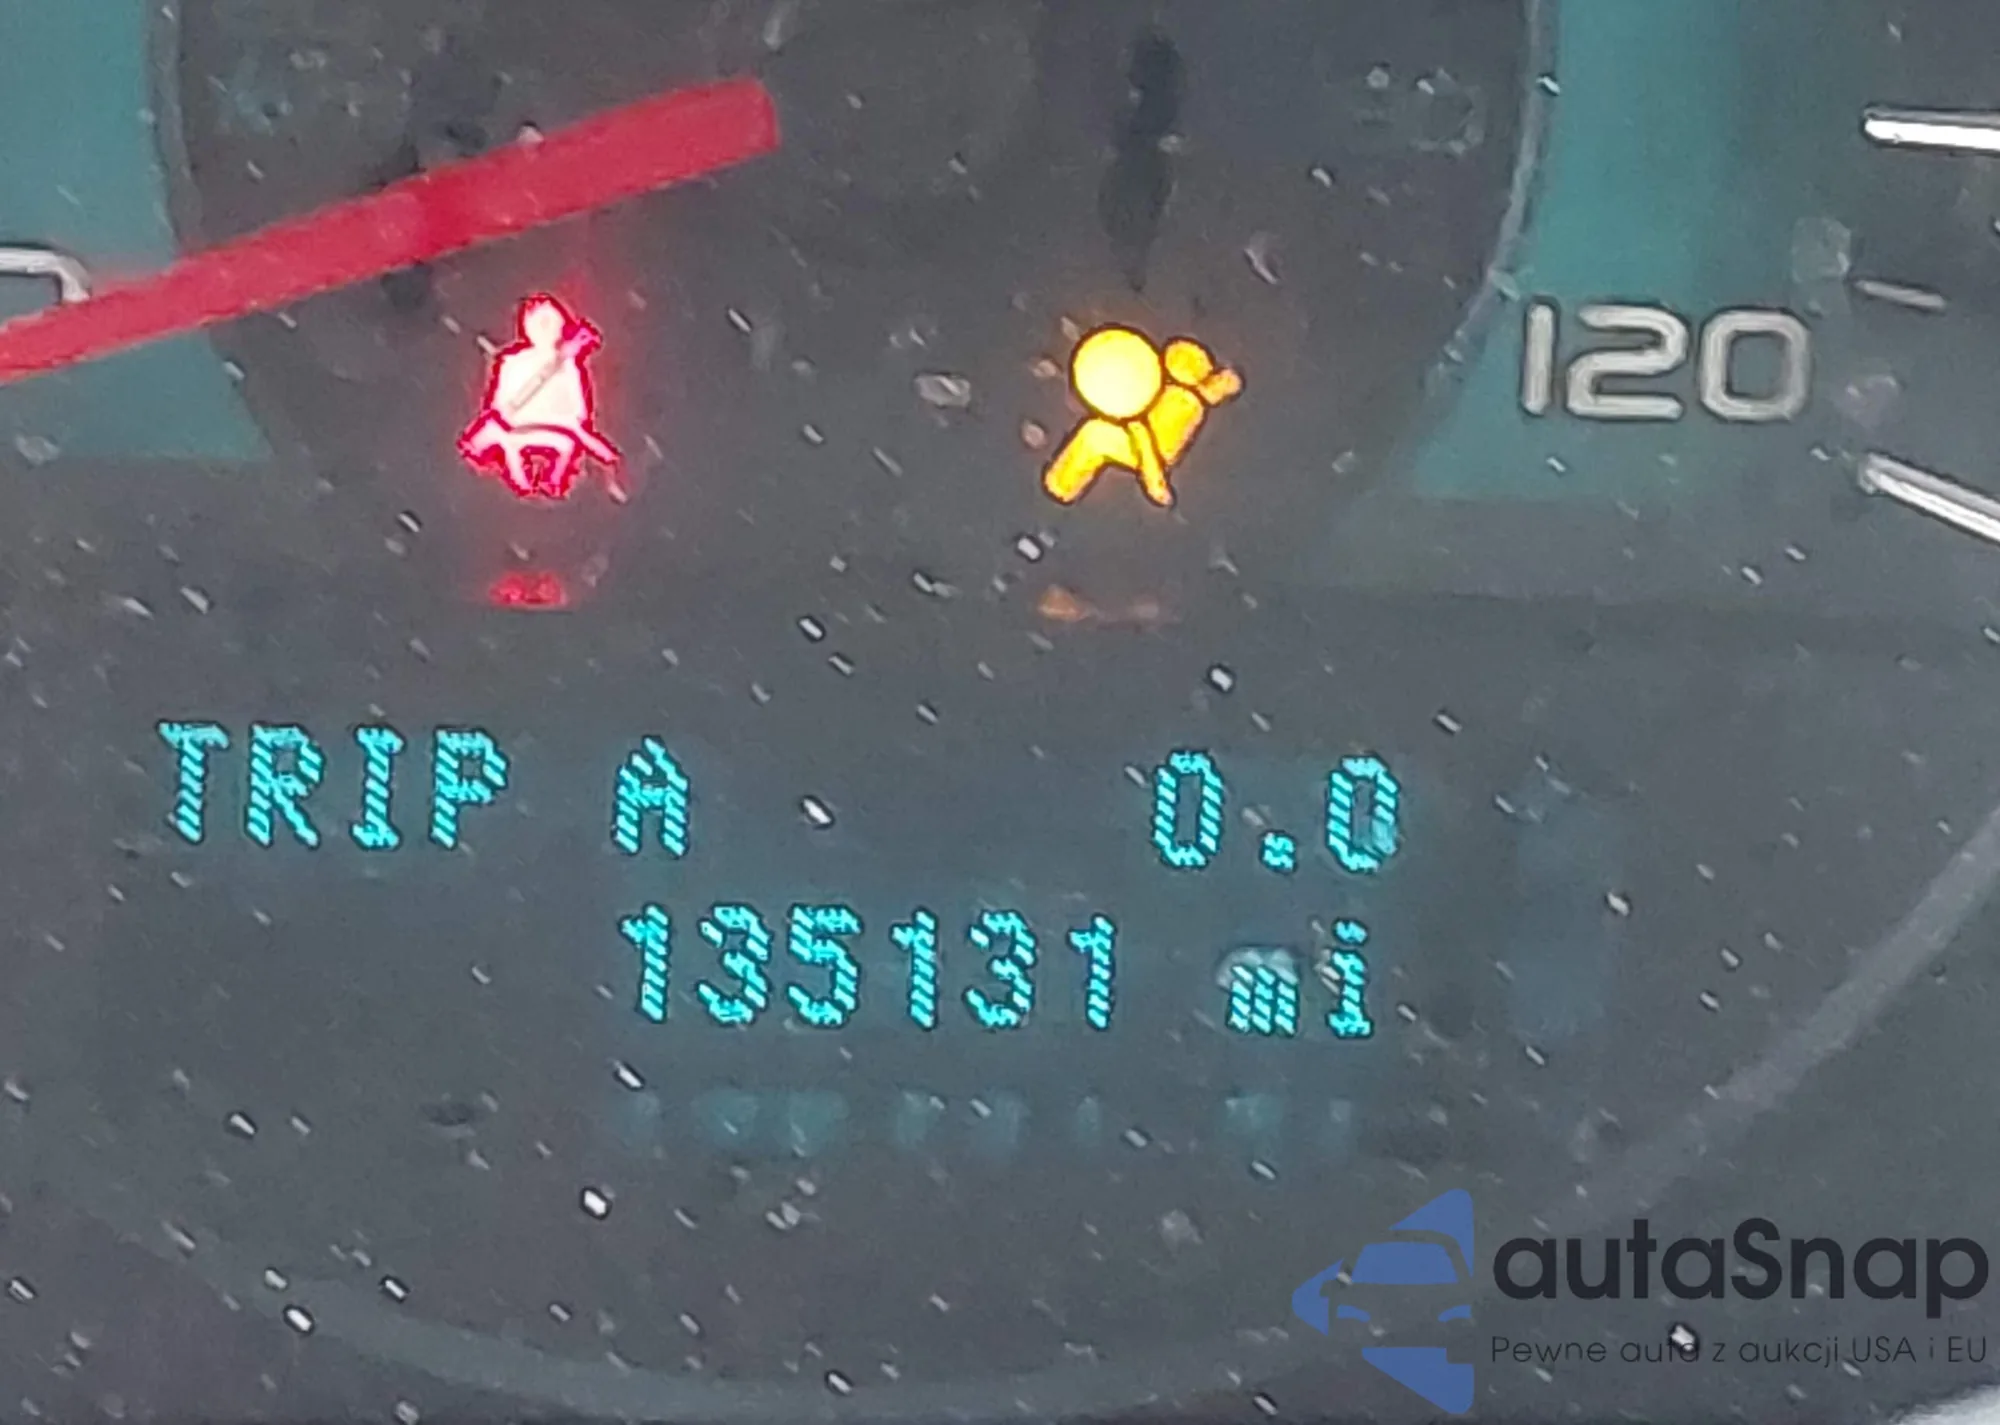 120
TRIP A 0.0
135131 mi
autaSnap
Pewne auta z aukcji USA i EU